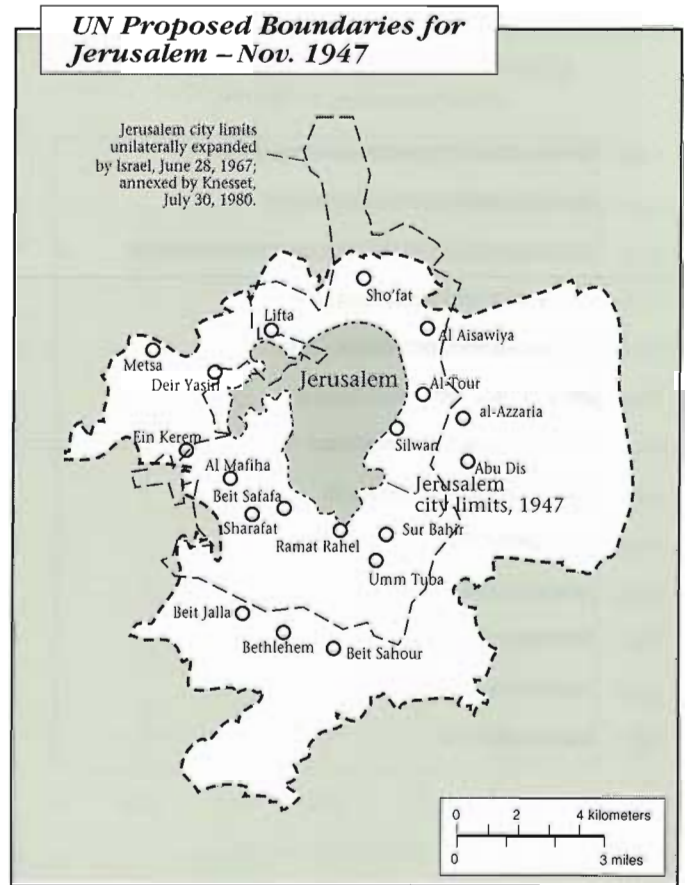 UN Proposed Boundaries for
Jerusalem – Nov. 1947
Jerusalem city limits
unilaterally expanded
by Israel, June 28, 1967;
annexed by Knesset,
July 30, 1980.
Sho'fat
Lifta
Al Aisawiya
Metsa
Deir Yasin
Jerusalem
Al-Tour
al-Azzaria
Silwan
Ein Kerem
Abu Dis
Al Mafiha
Jerusalem
city limits, 1947
Beit Safafa
Sharafat
Ramat Rahel
Sur Bahir
Umm Tuba
Beit Jalla
Bethlehem
Beit Sahour
0 2 4 kilometers
0 3 miles